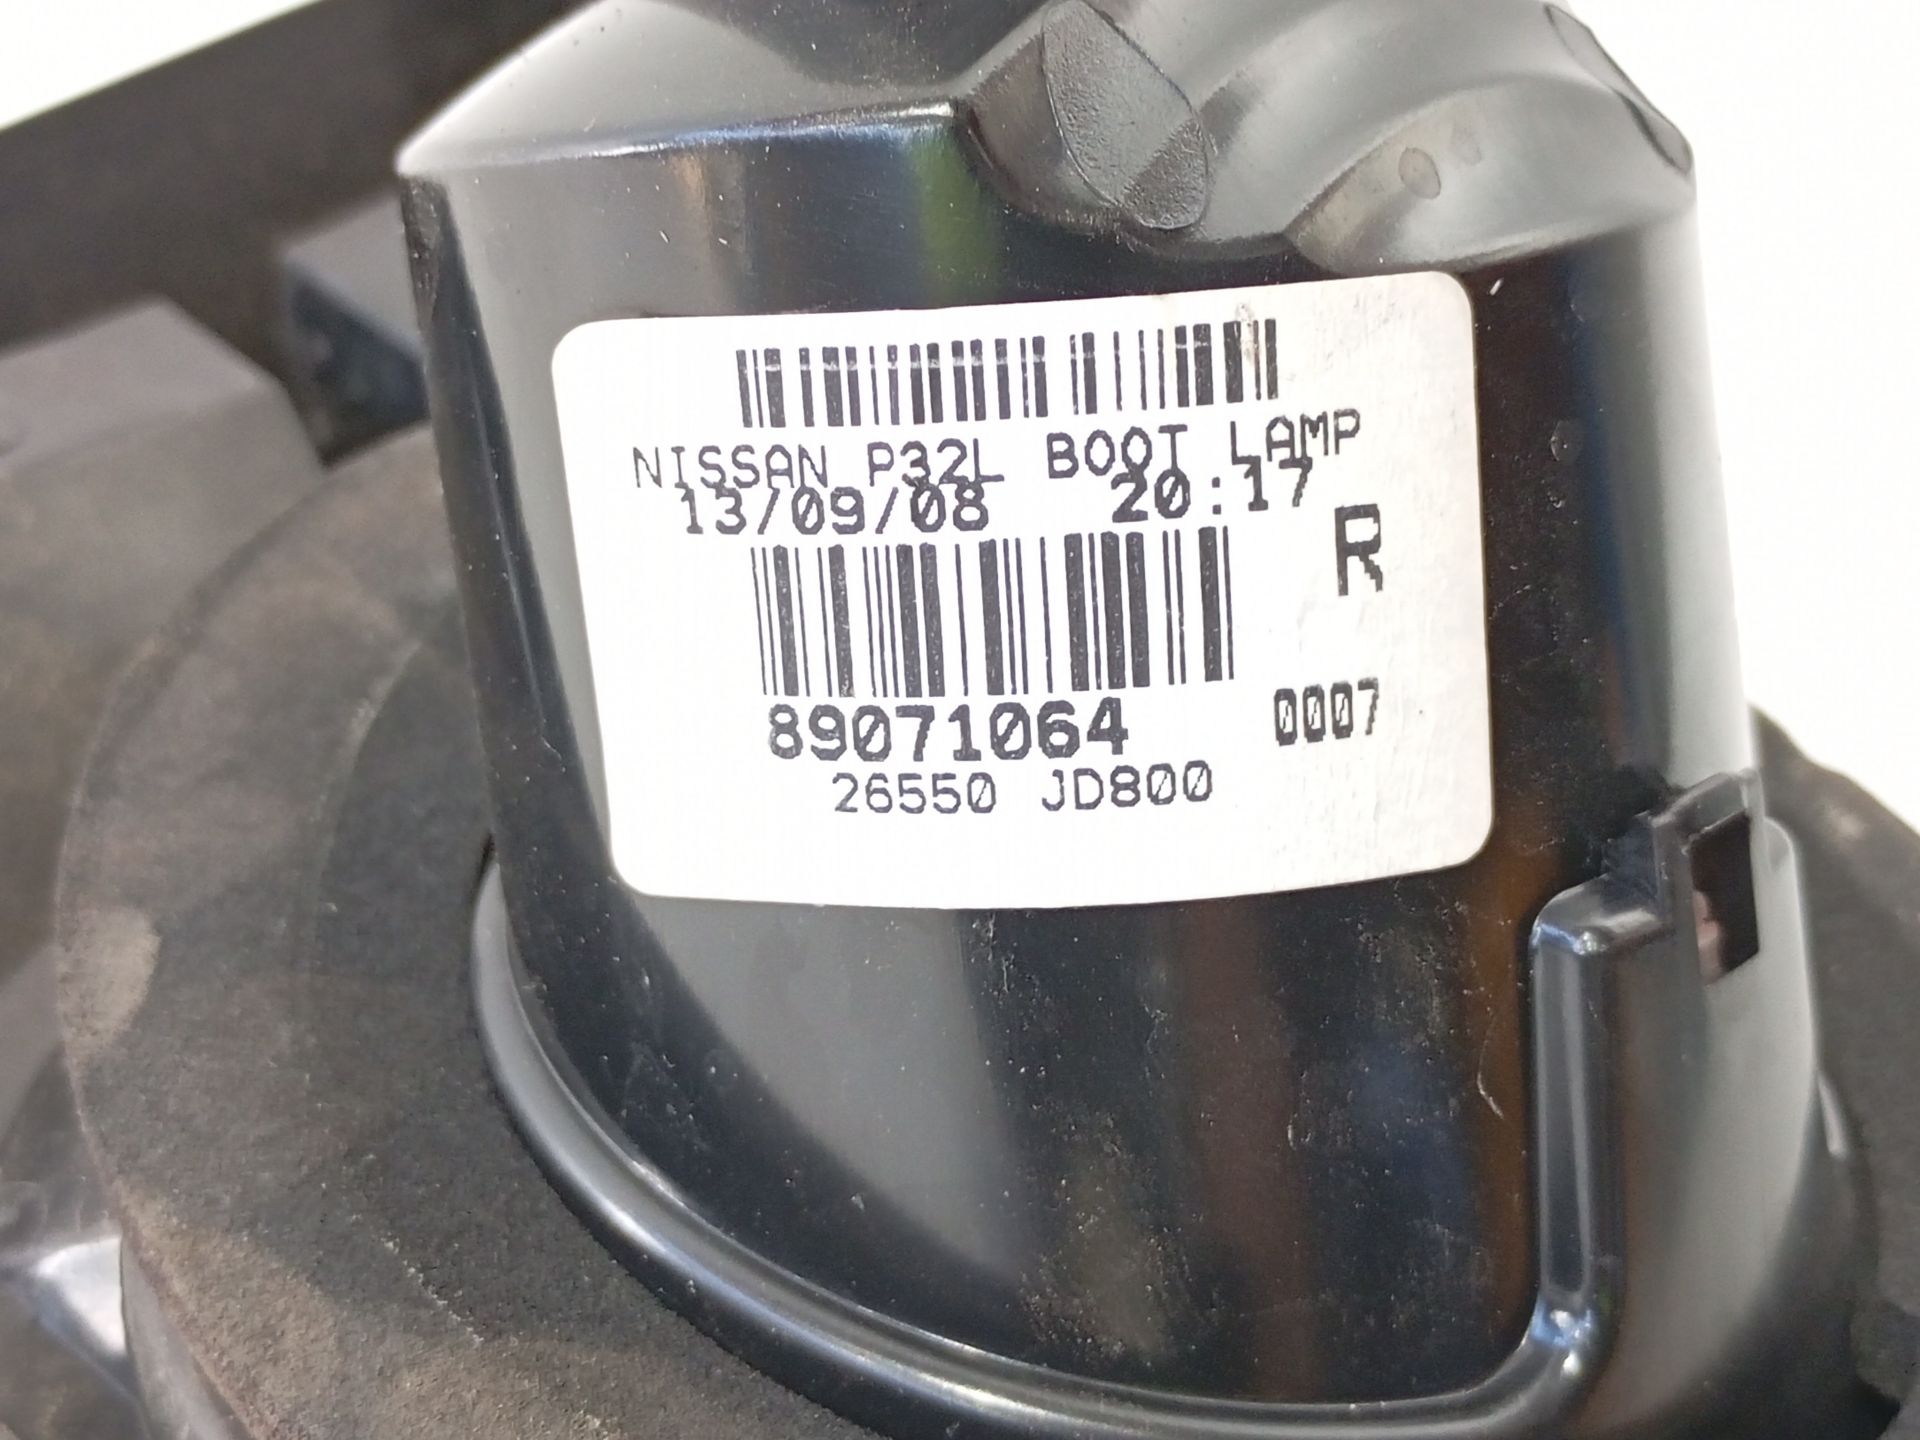 NISSAN P32L BOOT LAMP
13/09/08 20:17
R
89071064 0007
26550 JD800